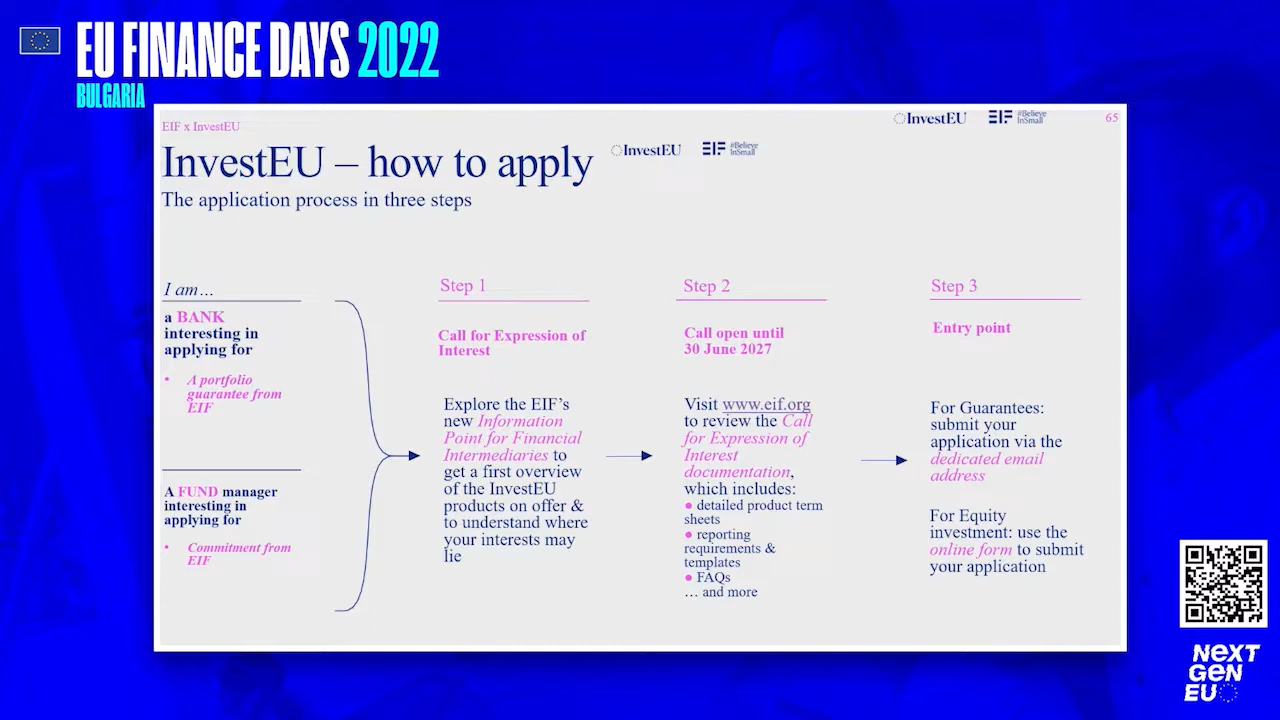 EU FINANCE DAYS 2022
BULGARIA
EIF x InvestEU
InvestEU
EIF #Believe InSmall
65
InvestEU – how to apply
InvestEU
EIF #Believe InSmall
The application process in three steps
I am…
a BANK
interesting in
applying for
• A portfolio
guarantee from
EIF
A FUND manager
interesting in
applying for
• Commitment from
EIF
Step 1
Call for Expression of
Interest
Explore the EIF’s
new Information
Point for Financial
Intermediaries to
get a first overview
of the InvestEU
products on offer &
to understand where
your interests may
lie
Step 2
Call open until
30 June 2027
Visit www.eif.org
to review the Call
for Expression of
Interest
documentation,
which includes:
● detailed product term
sheets
● reporting
requirements &
templates
● FAQs
… and more
Step 3
Entry point
For Guarantees:
submit your
application via the
dedicated email
address
For Equity
investment: use the
online form to submit
your application
NEXT
GEN
EU